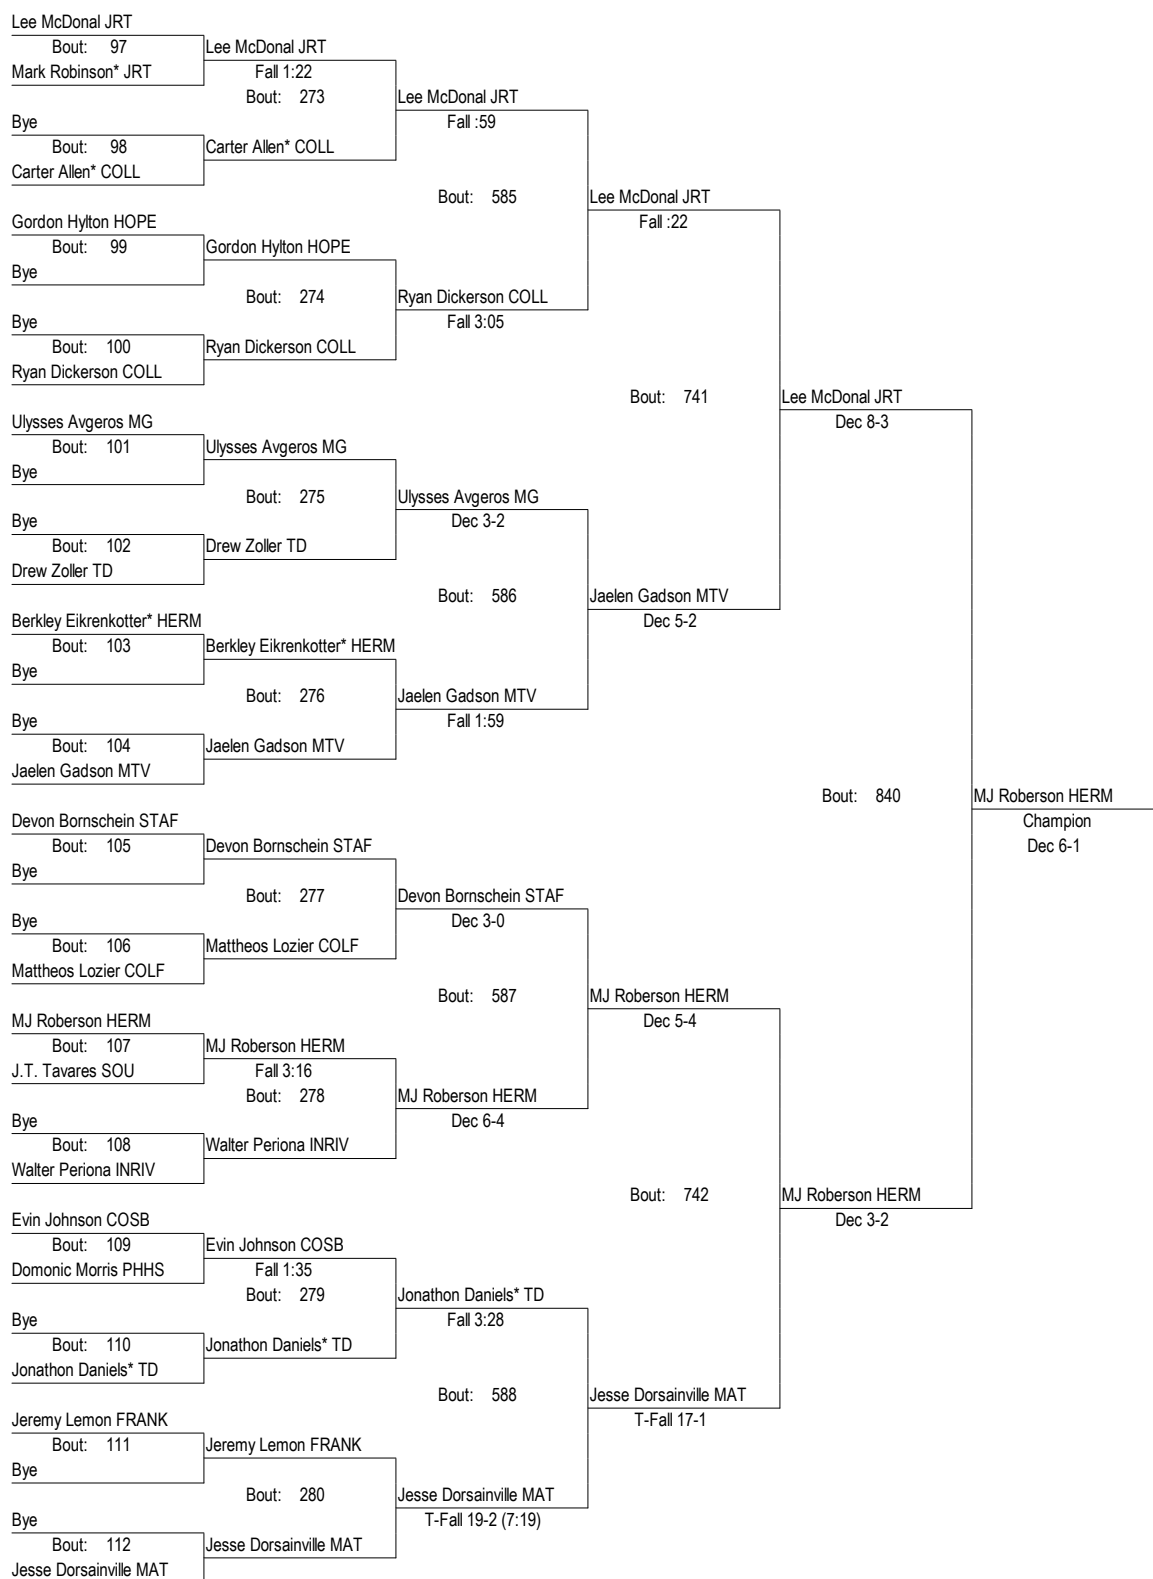 Lee McDonal JRT
Bout: 97
Lee McDonal JRT
Mark Robinson* JRT
Fall 1:22
Bout: 273
Lee McDonal JRT
Bye
Fall :59
Bout: 98
Carter Allen* COLL
Carter Allen* COLL
Bout: 585
Lee McDonal JRT
Gordon Hylton HOPE
Fall :22
Bout: 99
Gordon Hylton HOPE
Bye
Bout: 274
Ryan Dickerson COLL
Bye
Fall 3:05
Bout: 100
Ryan Dickerson COLL
Ryan Dickerson COLL
Bout: 741
Lee McDonal JRT
Ulysses Avgeros MG
Dec 8-3
Bout: 101
Ulysses Avgeros MG
Bye
Bout: 275
Ulysses Avgeros MG
Bye
Dec 3-2
Bout: 102
Drew Zoller TD
Drew Zoller TD
Bout: 586
Jaelen Gadson MTV
Berkley Eikrenkotter* HERM
Dec 5-2
Bout: 103
Berkley Eikrenkotter* HERM
Bye
Bout: 276
Jaelen Gadson MTV
Bye
Fall 1:59
Bout: 104
Jaelen Gadson MTV
Jaelen Gadson MTV
Bout: 840
MJ Roberson HERM
Devon Bornschein STAF
Champion
Bout: 105
Devon Bornschein STAF
Dec 6-1
Bye
Bout: 277
Devon Bornschein STAF
Bye
Dec 3-0
Bout: 106
Mattheos Lozier COLF
Mattheos Lozier COLF
Bout: 587
MJ Roberson HERM
MJ Roberson HERM
Dec 5-4
Bout: 107
MJ Roberson HERM
J.T. Tavares SOU
Fall 3:16
Bout: 278
MJ Roberson HERM
Bye
Dec 6-4
Bout: 108
Walter Periona INRIV
Walter Periona INRIV
Bout: 742
MJ Roberson HERM
Evin Johnson COSB
Dec 3-2
Bout: 109
Evin Johnson COSB
Domonic Morris PHHS
Fall 1:35
Bout: 279
Jonathon Daniels* TD
Bye
Fall 3:28
Bout: 110
Jonathon Daniels* TD
Jonathon Daniels* TD
Bout: 588
Jesse Dorsainville MAT
Jeremy Lemon FRANK
T-Fall 17-1
Bout: 111
Jeremy Lemon FRANK
Bye
Bout: 280
Jesse Dorsainville MAT
Bye
T-Fall 19-2 (7:19)
Bout: 112
Jesse Dorsainville MAT
Jesse Dorsainville MAT